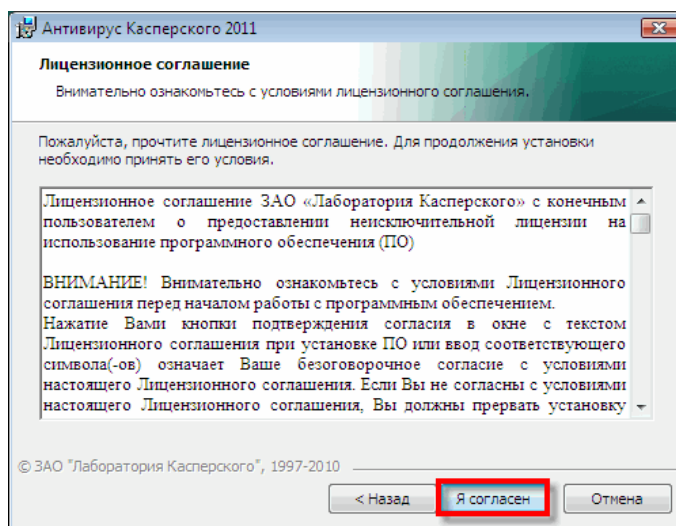 Антивирус Касперского 2011
Лицензионное соглашение
Внимательно ознакомьтесь с условиями лицензионного соглашения.
Пожалуйста, прочтите лицензионное соглашение. Для продолжения установки
необходимо принять его условия.
Лицензионное соглашение ЗАО «Лаборатория Касперского» с конечным
пользователем о предоставлении неисключительной лицензии на
использование программного обеспечения (ПО)
ВНИМАНИЕ! Внимательно ознакомьтесь с условиями Лицензионного
соглашения перед началом работы с программным обеспечением.
Нажатие Вами кнопки подтверждения согласия в окне с текстом
Лицензионного соглашения при установке ПО или ввод соответствующего
символа(-ов) означает Ваше безоговорочное согласие с условиями
настоящего Лицензионного соглашения. Если Вы не согласны с условиями
настоящего Лицензионного соглашения, Вы должны прервать установку
© ЗАО "Лаборатория Касперского", 1997-2010
< Назад Я согласен Отмена